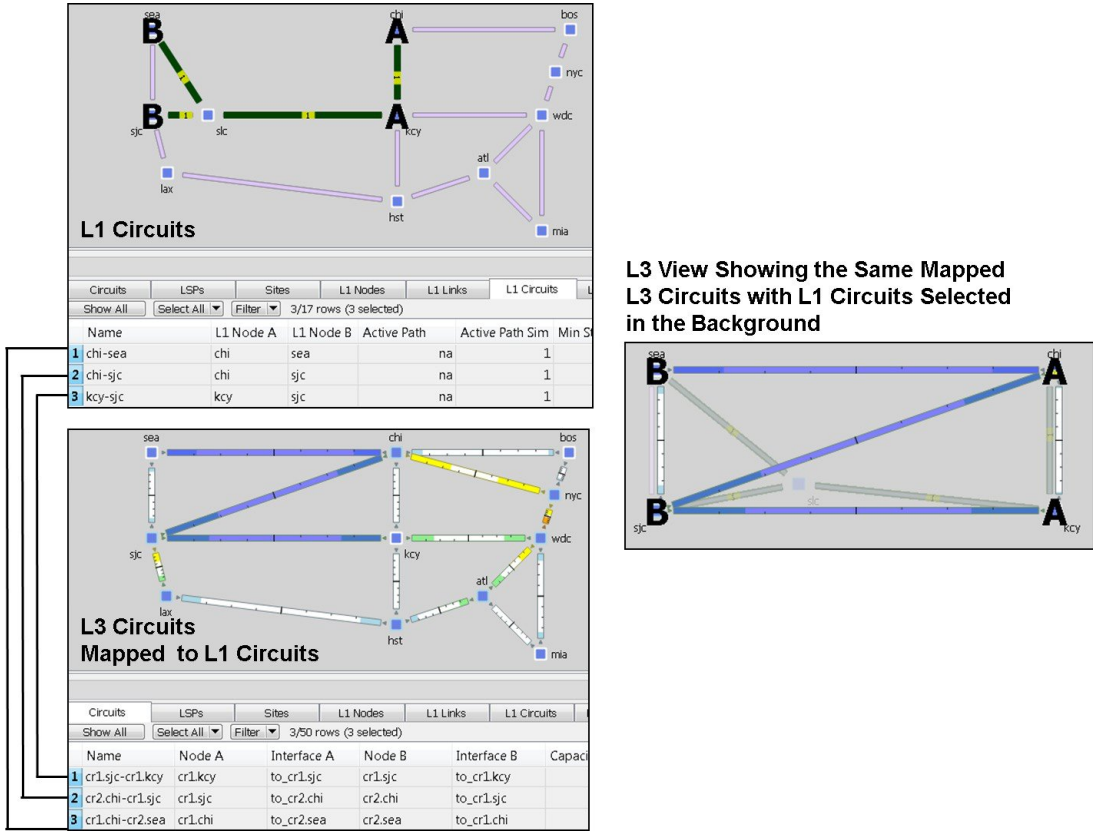 sea
chi
bos
B
A
nyc
1
1
B
1
1
A
sjc
slc
kcy
wdc
atl
lax
hst
mia
L1 Circuits
Circuits LSPs Sites L1 Nodes L1 Links L1 Circuits L
Show All Select All Filter 3/17 rows (3 selected)
Name L1 Node A L1 Node B Active Path Active Path Sim Min St
1 chi-sea chi sea na 1
2 chi-sjc chi sjc na 1
3 kcy-sjc kcy sjc na 1
sea
chi
bos
nyc
sjc
kcy
wdc
atl
lax
hst
mia
L3 Circuits
Mapped to L1 Circuits
Circuits LSPs Sites L1 Nodes L1 Links L1 Circuits
Show All Select All Filter 3/50 rows (3 selected)
Name Node A Interface A Node B Interface B Capaci
1 cr1.sjc-cr1.kcy cr1.kcy to_cr1.sjc cr1.sjc to_cr1.kcy
2 cr2.chi-cr1.sjc cr1.sjc to_cr2.chi cr2.chi to_cr1.sjc
3 cr1.chi-cr2.sea cr1.chi to_cr2.sea cr2.sea to_cr1.chi
L3 View Showing the Same Mapped
L3 Circuits with L1 Circuits Selected
in the Background
sea
chi
B
A
slc
B
A
sjc
kcy